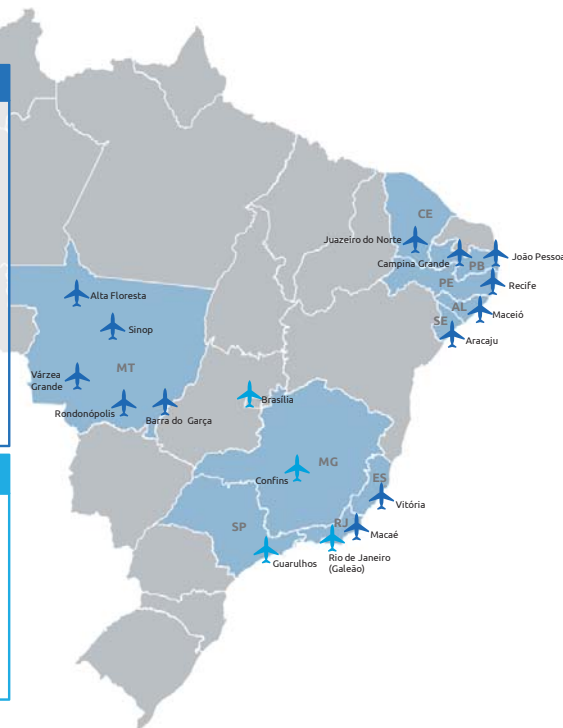 CE
Juazeiro do Norte
Campina Grande
PB
João Pessoa
PE
Recife
AL
Maceió
SE
Aracaju
Alta Floresta
Sinop
MT
Várzea
Grande
Rondonópolis
Barra do Garça
Brasília
MG
Confins
ES
Vitória
SP
RJ
Macaé
Guarulhos
Rio de Janeiro
(Galeão)